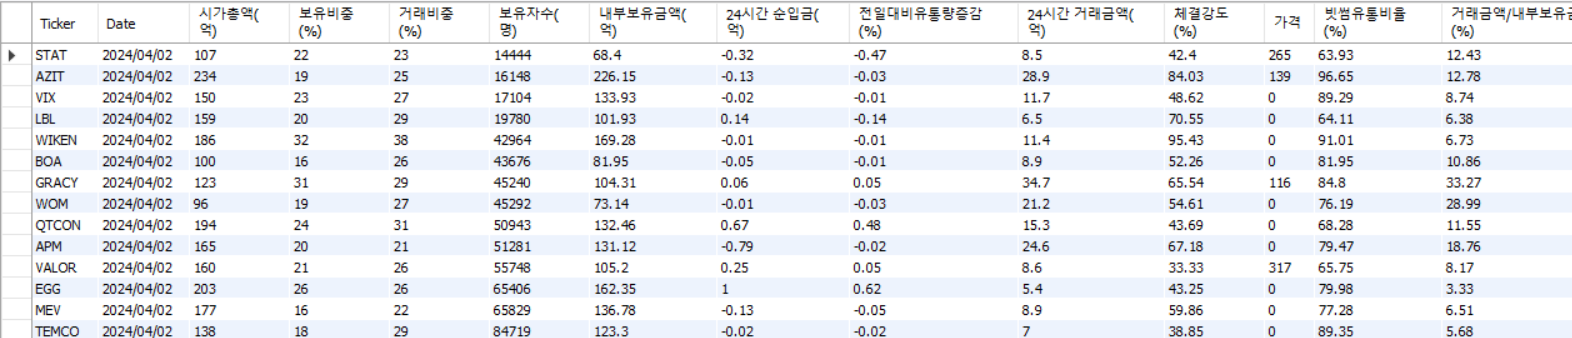 Ticker Date 시가총액(억) 보유비중(%) 거래비중(%) 보유자수(명) 내부보유금액(억) 24시간 순입금(억) 전일대비유통량증감(%) 24시간 거래금액(억) 체결강도(%) 가격 빗썸유통비율(%) 거래금액/내부보유금(%)
STAT 2024/04/02 107 22 23 14444 68.4 -0.32 -0.47 8.5 42.4 265 63.93 12.43
AZIT 2024/04/02 234 19 25 16148 226.15 -0.13 -0.03 28.9 84.03 139 96.65 12.78
VIX 2024/04/02 150 23 27 17104 133.93 -0.02 -0.01 11.7 48.62 0 89.29 8.74
LBL 2024/04/02 159 20 29 19780 101.93 0.14 -0.14 6.5 70.55 0 64.11 6.38
WIKEN 2024/04/02 186 32 38 42964 169.28 -0.01 -0.01 11.4 95.43 0 91.01 6.73
BOA 2024/04/02 100 16 26 43676 81.95 -0.05 -0.01 8.9 52.26 0 81.95 10.86
GRACY 2024/04/02 123 31 29 45240 104.31 0.06 0.05 34.7 65.54 116 84.8 33.27
WOM 2024/04/02 96 19 27 45292 73.14 -0.01 -0.03 21.2 54.61 0 76.19 28.99
QTCON 2024/04/02 194 24 31 50943 132.46 0.67 0.48 15.3 43.69 0 68.28 11.55
APM 2024/04/02 165 20 21 51281 131.12 -0.79 -0.02 24.6 67.18 0 79.47 18.76
VALOR 2024/04/02 160 21 26 55748 105.2 0.25 0.05 8.6 33.33 317 65.75 8.17
EGG 2024/04/02 203 26 26 65406 162.35 1 0.62 5.4 43.25 0 79.98 3.33
MEV 2024/04/02 177 16 22 65829 136.78 -0.13 -0.05 8.9 59.86 0 77.28 6.51
TEMCO 2024/04/02 138 18 29 84719 123.3 -0.02 -0.02 7 38.85 0 89.35 5.68